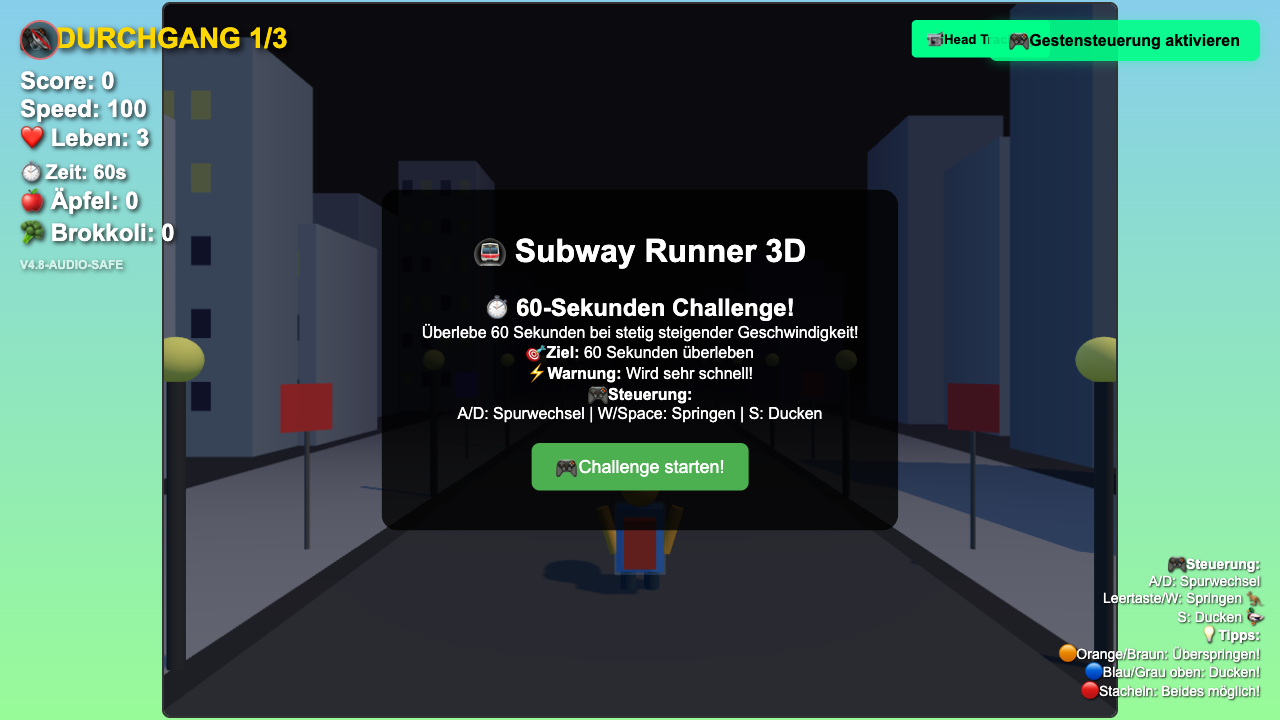 DURCHGANG 1/3
Score: 0
Speed: 100
Leben: 3
Zeit: 60s
Äpfel: 0
Brokkoli: 0
V4.8-AUDIO-SAFE
Head
Gestensteuerung aktivieren
Subway Runner 3D
60-Sekunden Challenge!
Überlebe 60 Sekunden bei stetig steigender Geschwindigkeit!
Ziel: 60 Sekunden überleben
Warnung: Wird sehr schnell!
Steuerung:
A/D: Spurwechsel | W/Space: Springen | S: Ducken
Challenge starten!
Steuerung:
A/D: Spurwechsel
Leertaste/W: Springen
S: Ducken
Tipps:
Orange/Braun: Überspringen!
Blau/Grau oben: Ducken!
Stacheln: Beides möglich!